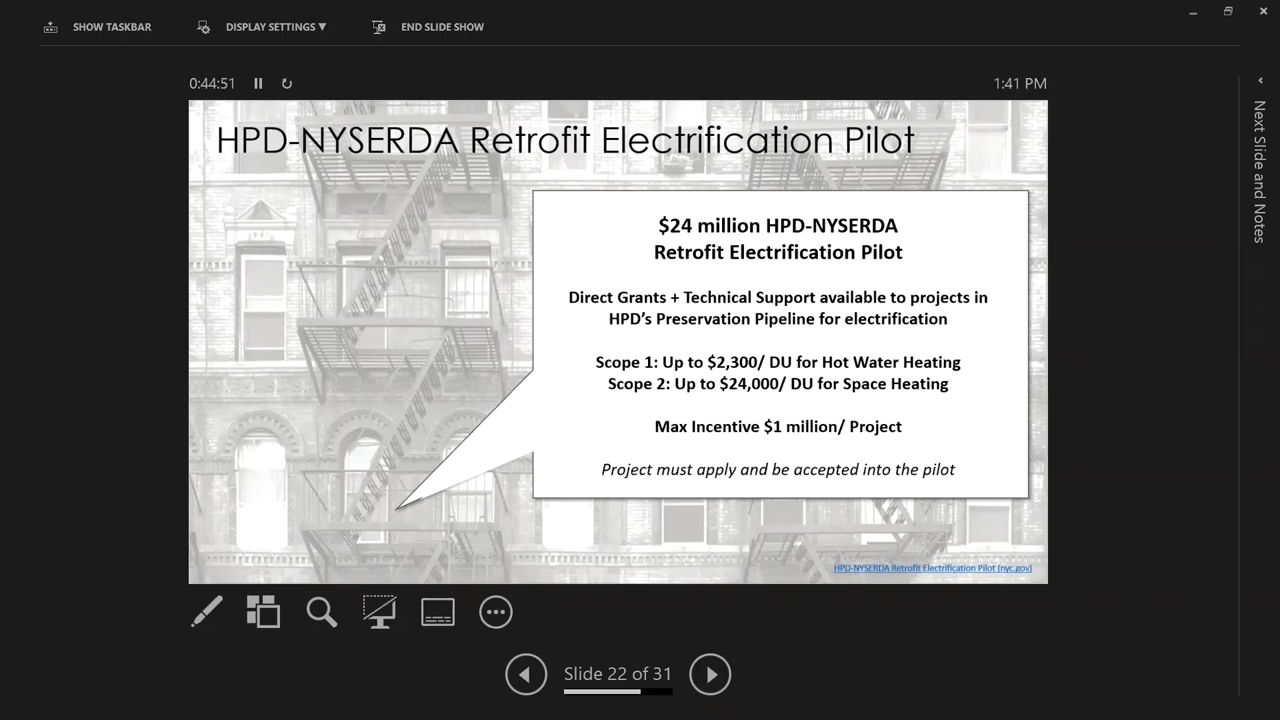 SHOW TASKBAR
DISPLAY SETTINGS ▼
END SLIDE SHOW
0:44:51
1:41 PM
HPD-NYSERDA Retrofit Electrification Pilot
$24 million HPD-NYSERDA
Retrofit Electrification Pilot
Direct Grants + Technical Support available to projects in
HPD's Preservation Pipeline for electrification
Scope 1: Up to $2,300/ DU for Hot Water Heating
Scope 2: Up to $24,000/ DU for Space Heating
Max Incentive $1 million/ Project
Project must apply and be accepted into the pilot
HPD-NYSERDA Retrofit Electrification Pilot (nyc.gov)
Slide 22 of 31
Next Slide and Notes